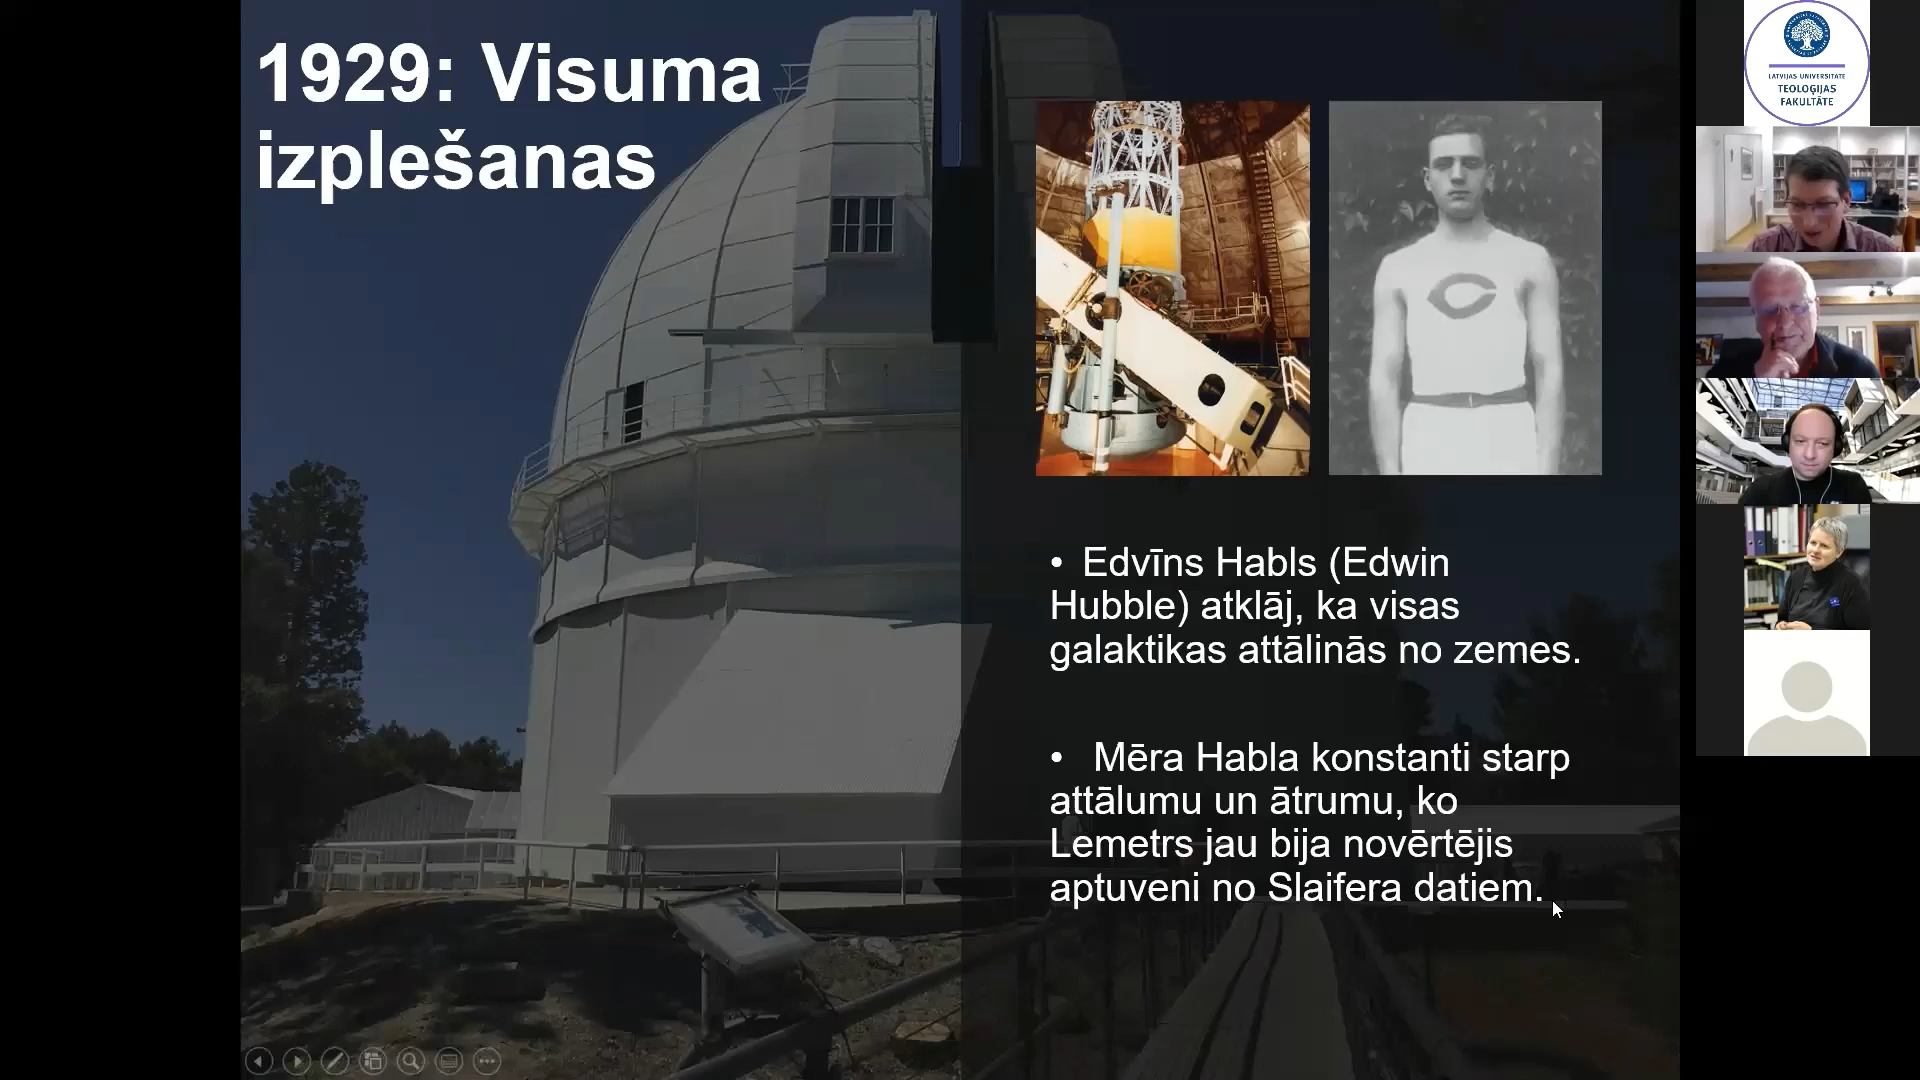 1929: Visuma
izplešanas
C
• Edvīns Habls (Edwin
Hubble) atklāj, ka visas
galaktikas attālinās no zemes.
• Mēra Habla konstanti starp
attālumu un ātrumu, ko
Lemetrs jau bija novērtējis
aptuveni no Slaifera datiem.
LATVIJAS UNIVERSITĀTE
TEOLOĢIJAS
FAKULTĀTE